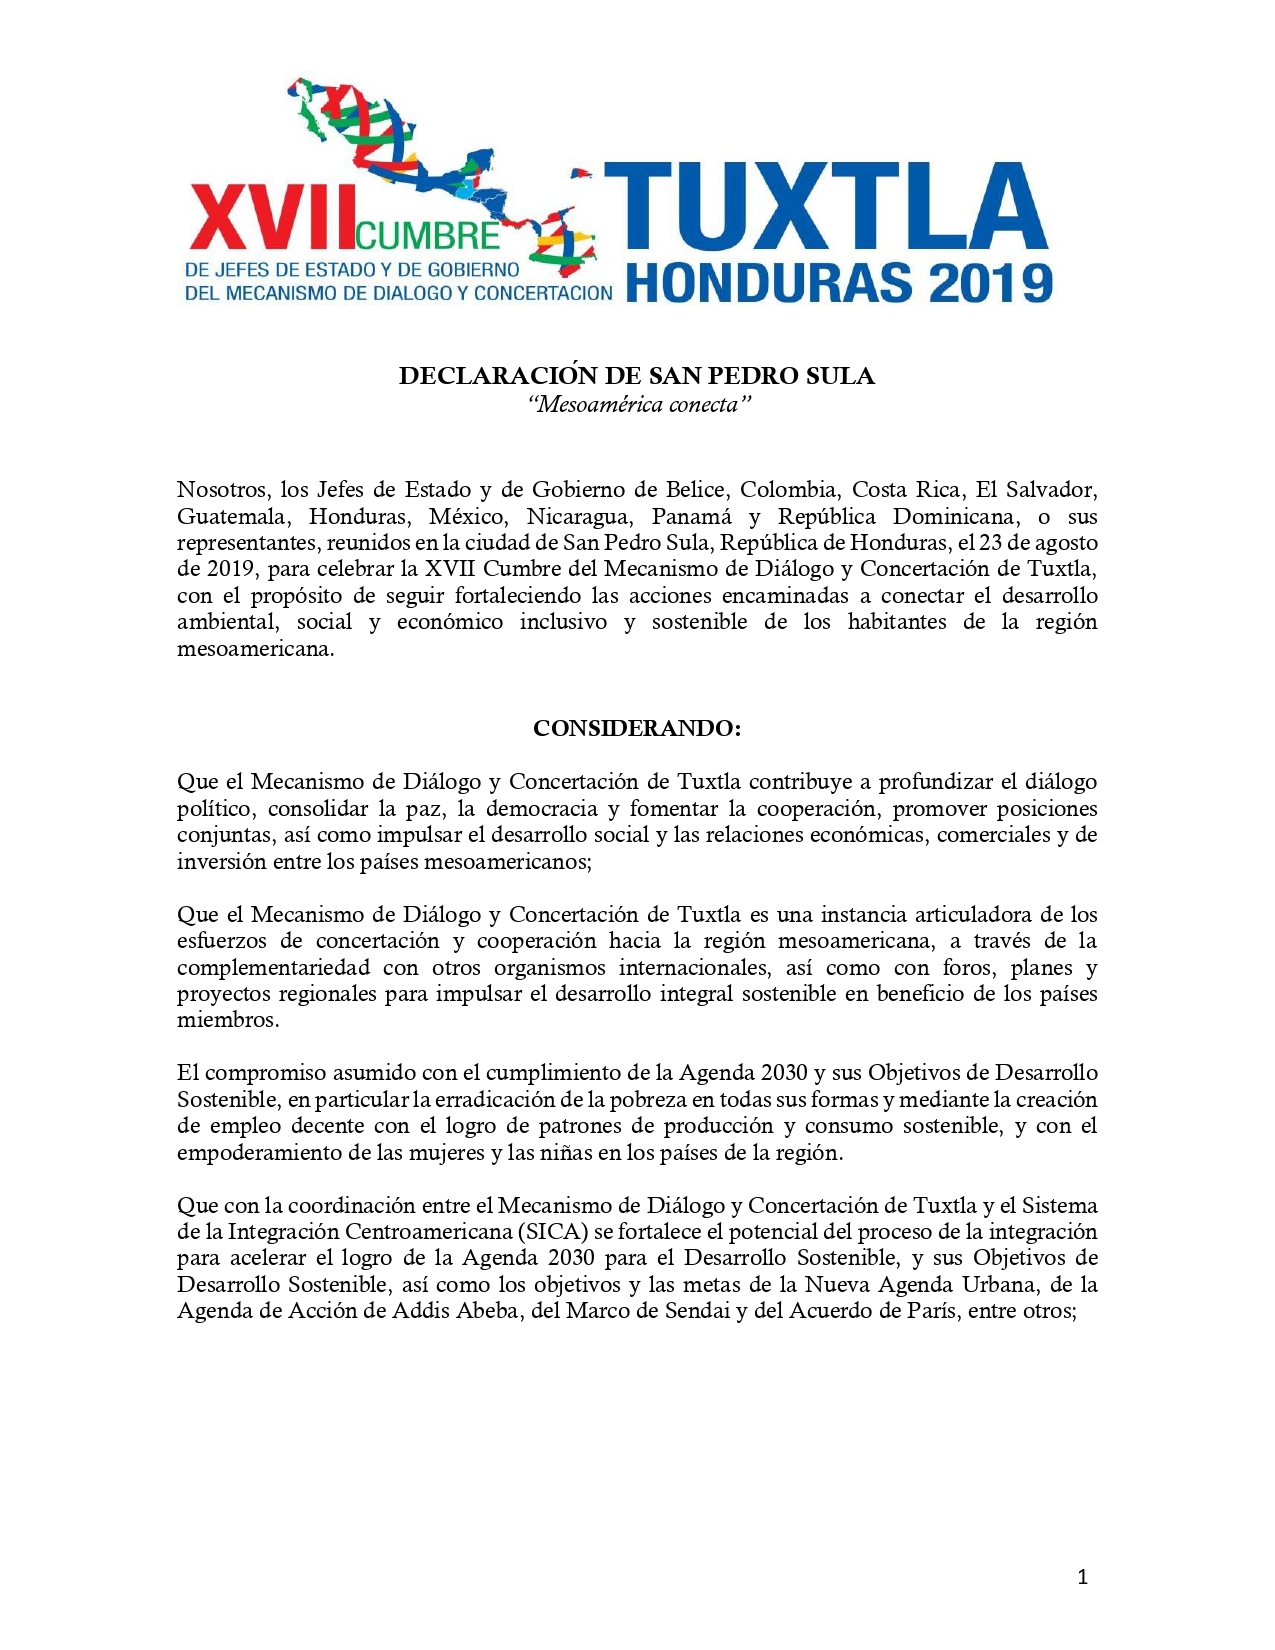 XVII CUMBRE
DE JEFES DE ESTADO Y DE GOBIERNO
DEL MECANISMO DE DIALOGO Y CONCERTACION
TUXTLA
HONDURAS 2019
DECLARACIÓN DE SAN PEDRO SULA
“Mesoamérica conecta”
Nosotros, los Jefes de Estado y de Gobierno de Belice, Colombia, Costa Rica, El Salvador,
Guatemala, Honduras, México, Nicaragua, Panamá y República Dominicana, o sus
representantes, reunidos en la ciudad de San Pedro Sula, República de Honduras, el 23 de agosto
de 2019, para celebrar la XVII Cumbre del Mecanismo de Diálogo y Concertación de Tuxtla,
con el propósito de seguir fortaleciendo las acciones encaminadas a conectar el desarrollo
ambiental, social y económico inclusivo y sostenible de los habitantes de la región
mesoamericana.
CONSIDERANDO:
Que el Mecanismo de Diálogo y Concertación de Tuxtla contribuye a profundizar el diálogo
político, consolidar la paz, la democracia y fomentar la cooperación, promover posiciones
conjuntas, así como impulsar el desarrollo social y las relaciones económicas, comerciales y de
inversión entre los países mesoamericanos;
Que el Mecanismo de Diálogo y Concertación de Tuxtla es una instancia articuladora de los
esfuerzos de concertación y cooperación hacia la región mesoamericana, a través de la
complementariedad con otros organismos internacionales, así como con foros, planes y
proyectos regionales para impulsar el desarrollo integral sostenible en beneficio de los países
miembros.
El compromiso asumido con el cumplimiento de la Agenda 2030 y sus Objetivos de Desarrollo
Sostenible, en particular la erradicación de la pobreza en todas sus formas y mediante la creación
de empleo decente con el logro de patrones de producción y consumo sostenible, y con el
empoderamiento de las mujeres y las niñas en los países de la región.
Que con la coordinación entre el Mecanismo de Diálogo y Concertación de Tuxtla y el Sistema
de la Integración Centroamericana (SICA) se fortalece el potencial del proceso de la integración
para acelerar el logro de la Agenda 2030 para el Desarrollo Sostenible, y sus Objetivos de
Desarrollo Sostenible, así como los objetivos y las metas de la Nueva Agenda Urbana, de la
Agenda de Acción de Addis Abeba, del Marco de Sendai y del Acuerdo de París, entre otros;
1